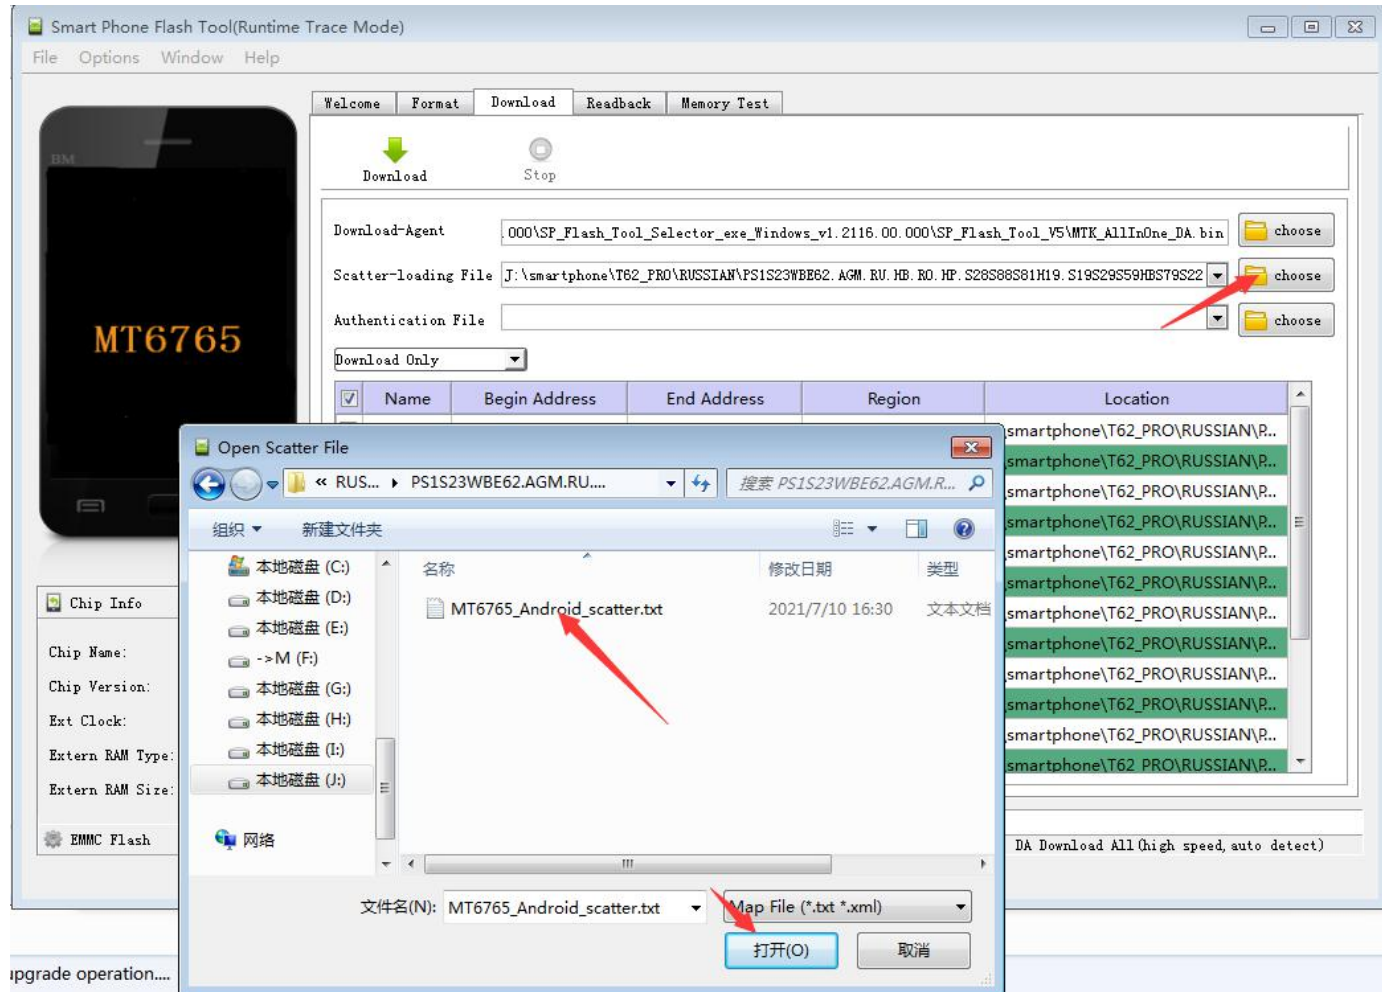 Smart Phone Flash Tool(Runtime Trace Mode)
File Options Window Help
Welcome Format Download Readback Memory Test
BM
Download Stop
Download-Agent .000\SP_Flash_Tool_Selector_exe_Windows_v1.2116.00.000\SP_Flash_Tool_V5\MTK_AllInOne_DA.bin choose
Scatter-loading File J:\smartphone\T62_PRO\RUSSIAN\PS1S23WBE62.AGM.RU.HB.RO.HP.S28S88S81H19.S19S29S59HBS79S22 choose
Authentication File choose
MT6765
Download Only
Name Begin Address End Address Region Location
smartphone\T62_PRO\RUSSIAN\P...
Open Scatter File
smartphone\T62_PRO\RUSSIAN\P...
« RUS... PS1S23WBE62.AGM.RU.... 搜索 PS1S23WBE62.AGM.R...
smartphone\T62_PRO\RUSSIAN\P...
组织 新建文件夹
smartphone\T62_PRO\RUSSIAN\P...
smartphone\T62_PRO\RUSSIAN\P...
本地磁盘 (C:) 名称 修改日期 类型
smartphone\T62_PRO\RUSSIAN\P...
Chip Info
本地磁盘 (D:) MT6765_Android_scatter.txt 2021/7/10 16:30 文本文档
smartphone\T62_PRO\RUSSIAN\P...
本地磁盘 (E:)
smartphone\T62_PRO\RUSSIAN\P...
Chip Name:
->M (F:)
smartphone\T62_PRO\RUSSIAN\P...
Chip Version:
本地磁盘 (G:)
smartphone\T62_PRO\RUSSIAN\P...
Ext Clock:
本地磁盘 (H:)
smartphone\T62_PRO\RUSSIAN\P...
Extern RAM Type:
本地磁盘 (I:)
smartphone\T62_PRO\RUSSIAN\P...
Extern RAM Size:
本地磁盘 (J:)
EMMC Flash
网络
DA Download All(high speed,auto detect)
文件名(N): MT6765_Android_scatter.txt Map File (*.txt *.xml)
打开(O) 取消
upgrade operation....